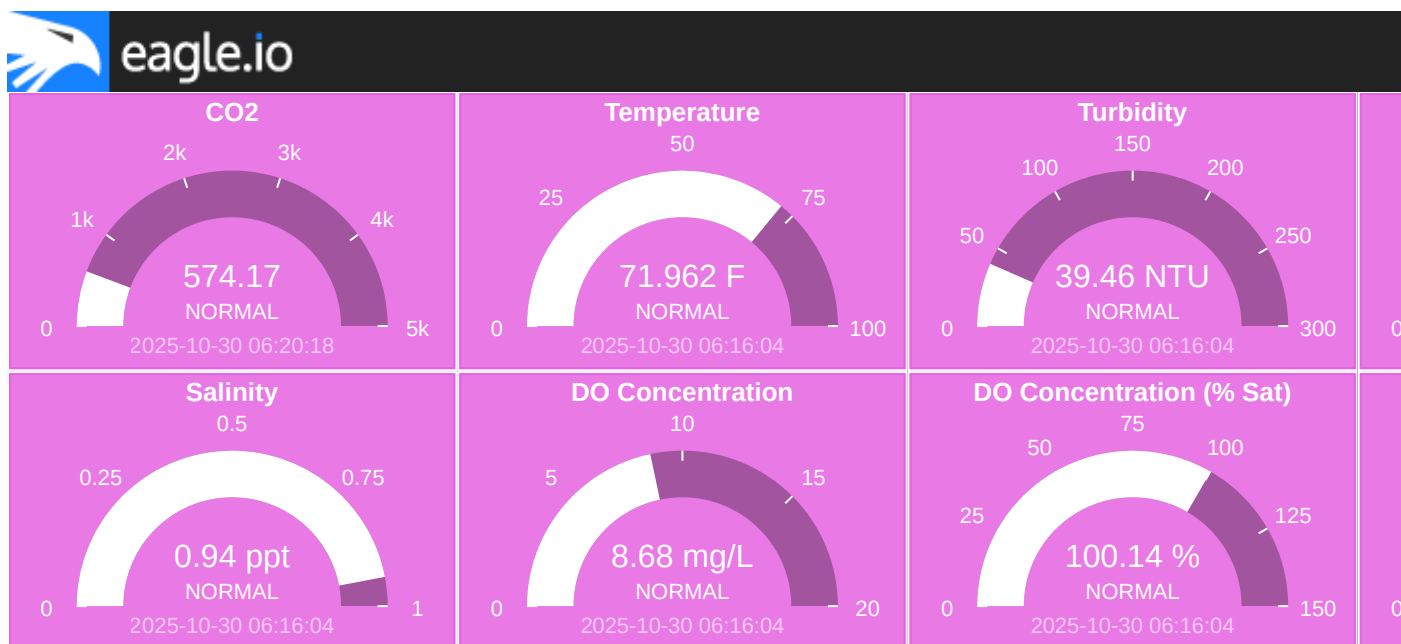 eagle.io
CO2
2k 3k
1k 4k
574.17
NORMAL
0 5k
2025-10-30 06:20:18
Temperature
50
25 75
71.962 F
NORMAL
0 100
2025-10-30 06:16:04
Turbidity
150
100 200
50 250
39.46 NTU
NORMAL
0 300
2025-10-30 06:16:04
0
Salinity
0.5
0.25 0.75
0.94 ppt
NORMAL
0 1
2025-10-30 06:16:04
DO Concentration
10
5 15
8.68 mg/L
NORMAL
0 20
2025-10-30 06:16:04
DO Concentration (% Sat)
75
50 100
25 125
100.14 %
NORMAL
0 150
2025-10-30 06:16:04
0